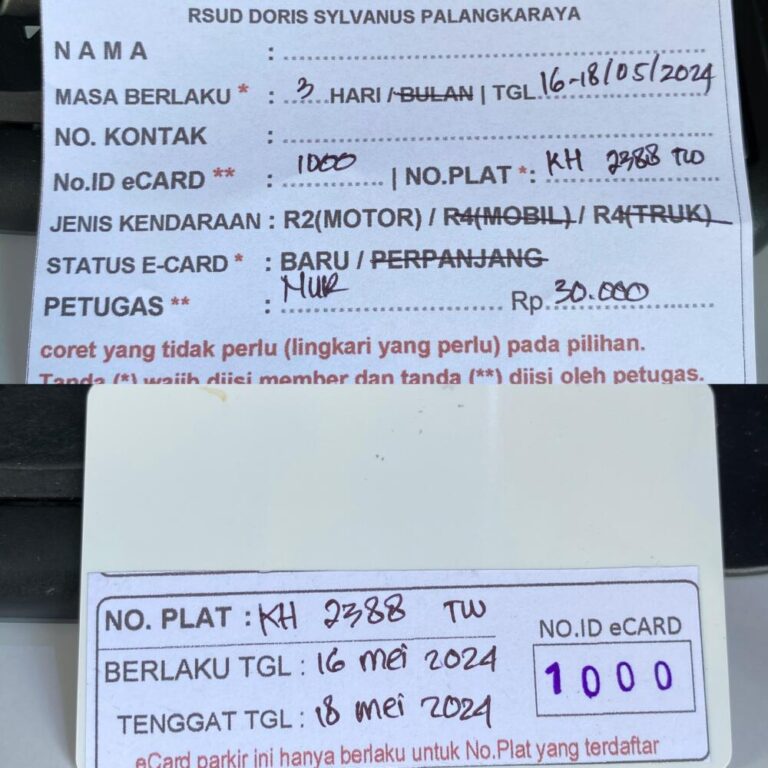 RSUD DORIS SYLVANUS PALANGKARAYA
NAMA :
MASA BERLAKU * : 3 HARI / BULAN | TGL. 16-18/05/2024
NO. KONTAK :
No.ID eCARD ** : 1000 | NO.PLAT *: KH 2388 TW
JENIS KENDARAAN : R2(MOTOR) / R4(MOBIL) / R4(TRUK)
STATUS E-CARD * : BARU / PERPANJANG
PETUGAS ** : MUR Rp. 30.000
coret yang tidak perlu (lingkari yang perlu) pada pilihan.
Tanda (*) wajib diisi member dan tanda (**) diisi oleh petugas.
NO. PLAT : KH 2388 TW
NO.ID eCARD
BERLAKU TGL : 16 mei 2024
1000
TENGGAT TGL : 18 mei 2024
eCard parkir ini hanya berlaku untuk No.Plat yang terdaftar